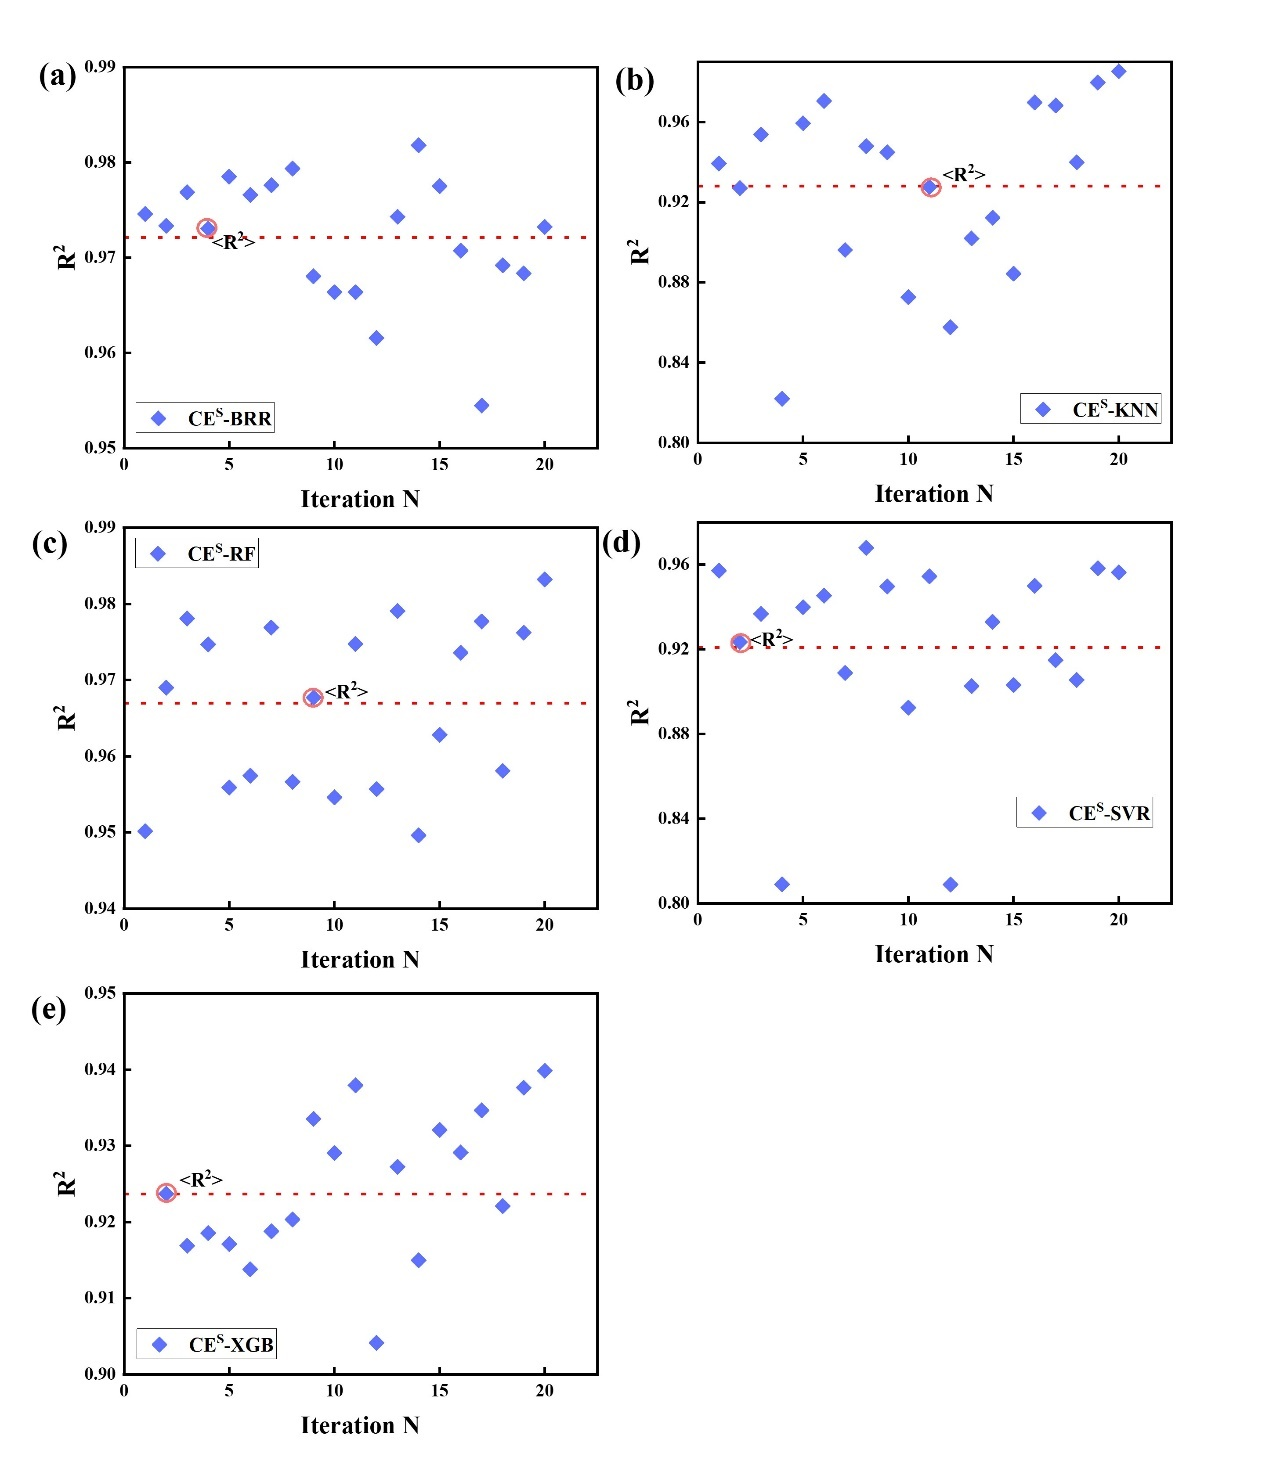 (a)
0.99
0.98
0.97
0.96
0.95
R²
<R²>
CEˢ-BRR
0 5 10 15 20
Iteration N
(b)
0.96
0.92
0.88
0.84
0.80
R²
<R²>
CEˢ-KNN
0 5 10 15 20
Iteration N
(c)
0.99
0.98
0.97
0.96
0.95
0.94
R²
CEˢ-RF
<R²>
0 5 10 15 20
Iteration N
(d)
0.96
0.92
0.88
0.84
0.80
R²
<R²>
CEˢ-SVR
0 5 10 15 20
Iteration N
(e)
0.95
0.94
0.93
0.92
0.91
0.90
R²
<R²>
CEˢ-XGB
0 5 10 15 20
Iteration N